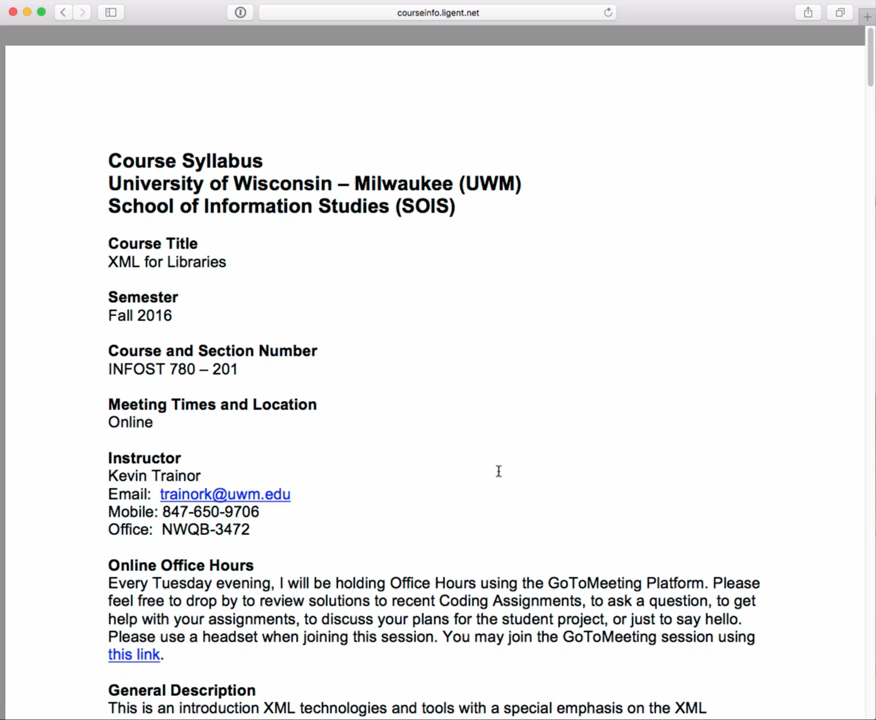 courseinfo.ligent.net
Course Syllabus
University of Wisconsin – Milwaukee (UWM)
School of Information Studies (SOIS)
Course Title
XML for Libraries
Semester
Fall 2016
Course and Section Number
INFOST 780 – 201
Meeting Times and Location
Online
Instructor
Kevin Trainor
Email: trainork@uwm.edu
Mobile: 847-650-9706
Office: NWQB-3472
Online Office Hours
Every Tuesday evening, I will be holding Office Hours using the GoToMeeting Platform. Please
feel free to drop by to review solutions to recent Coding Assignments, to ask a question, to get
help with your assignments, to discuss your plans for the student project, or just to say hello.
Please use a headset when joining this session. You may join the GoToMeeting session using
this link.
General Description
This is an introduction XML technologies and tools with a special emphasis on the XML